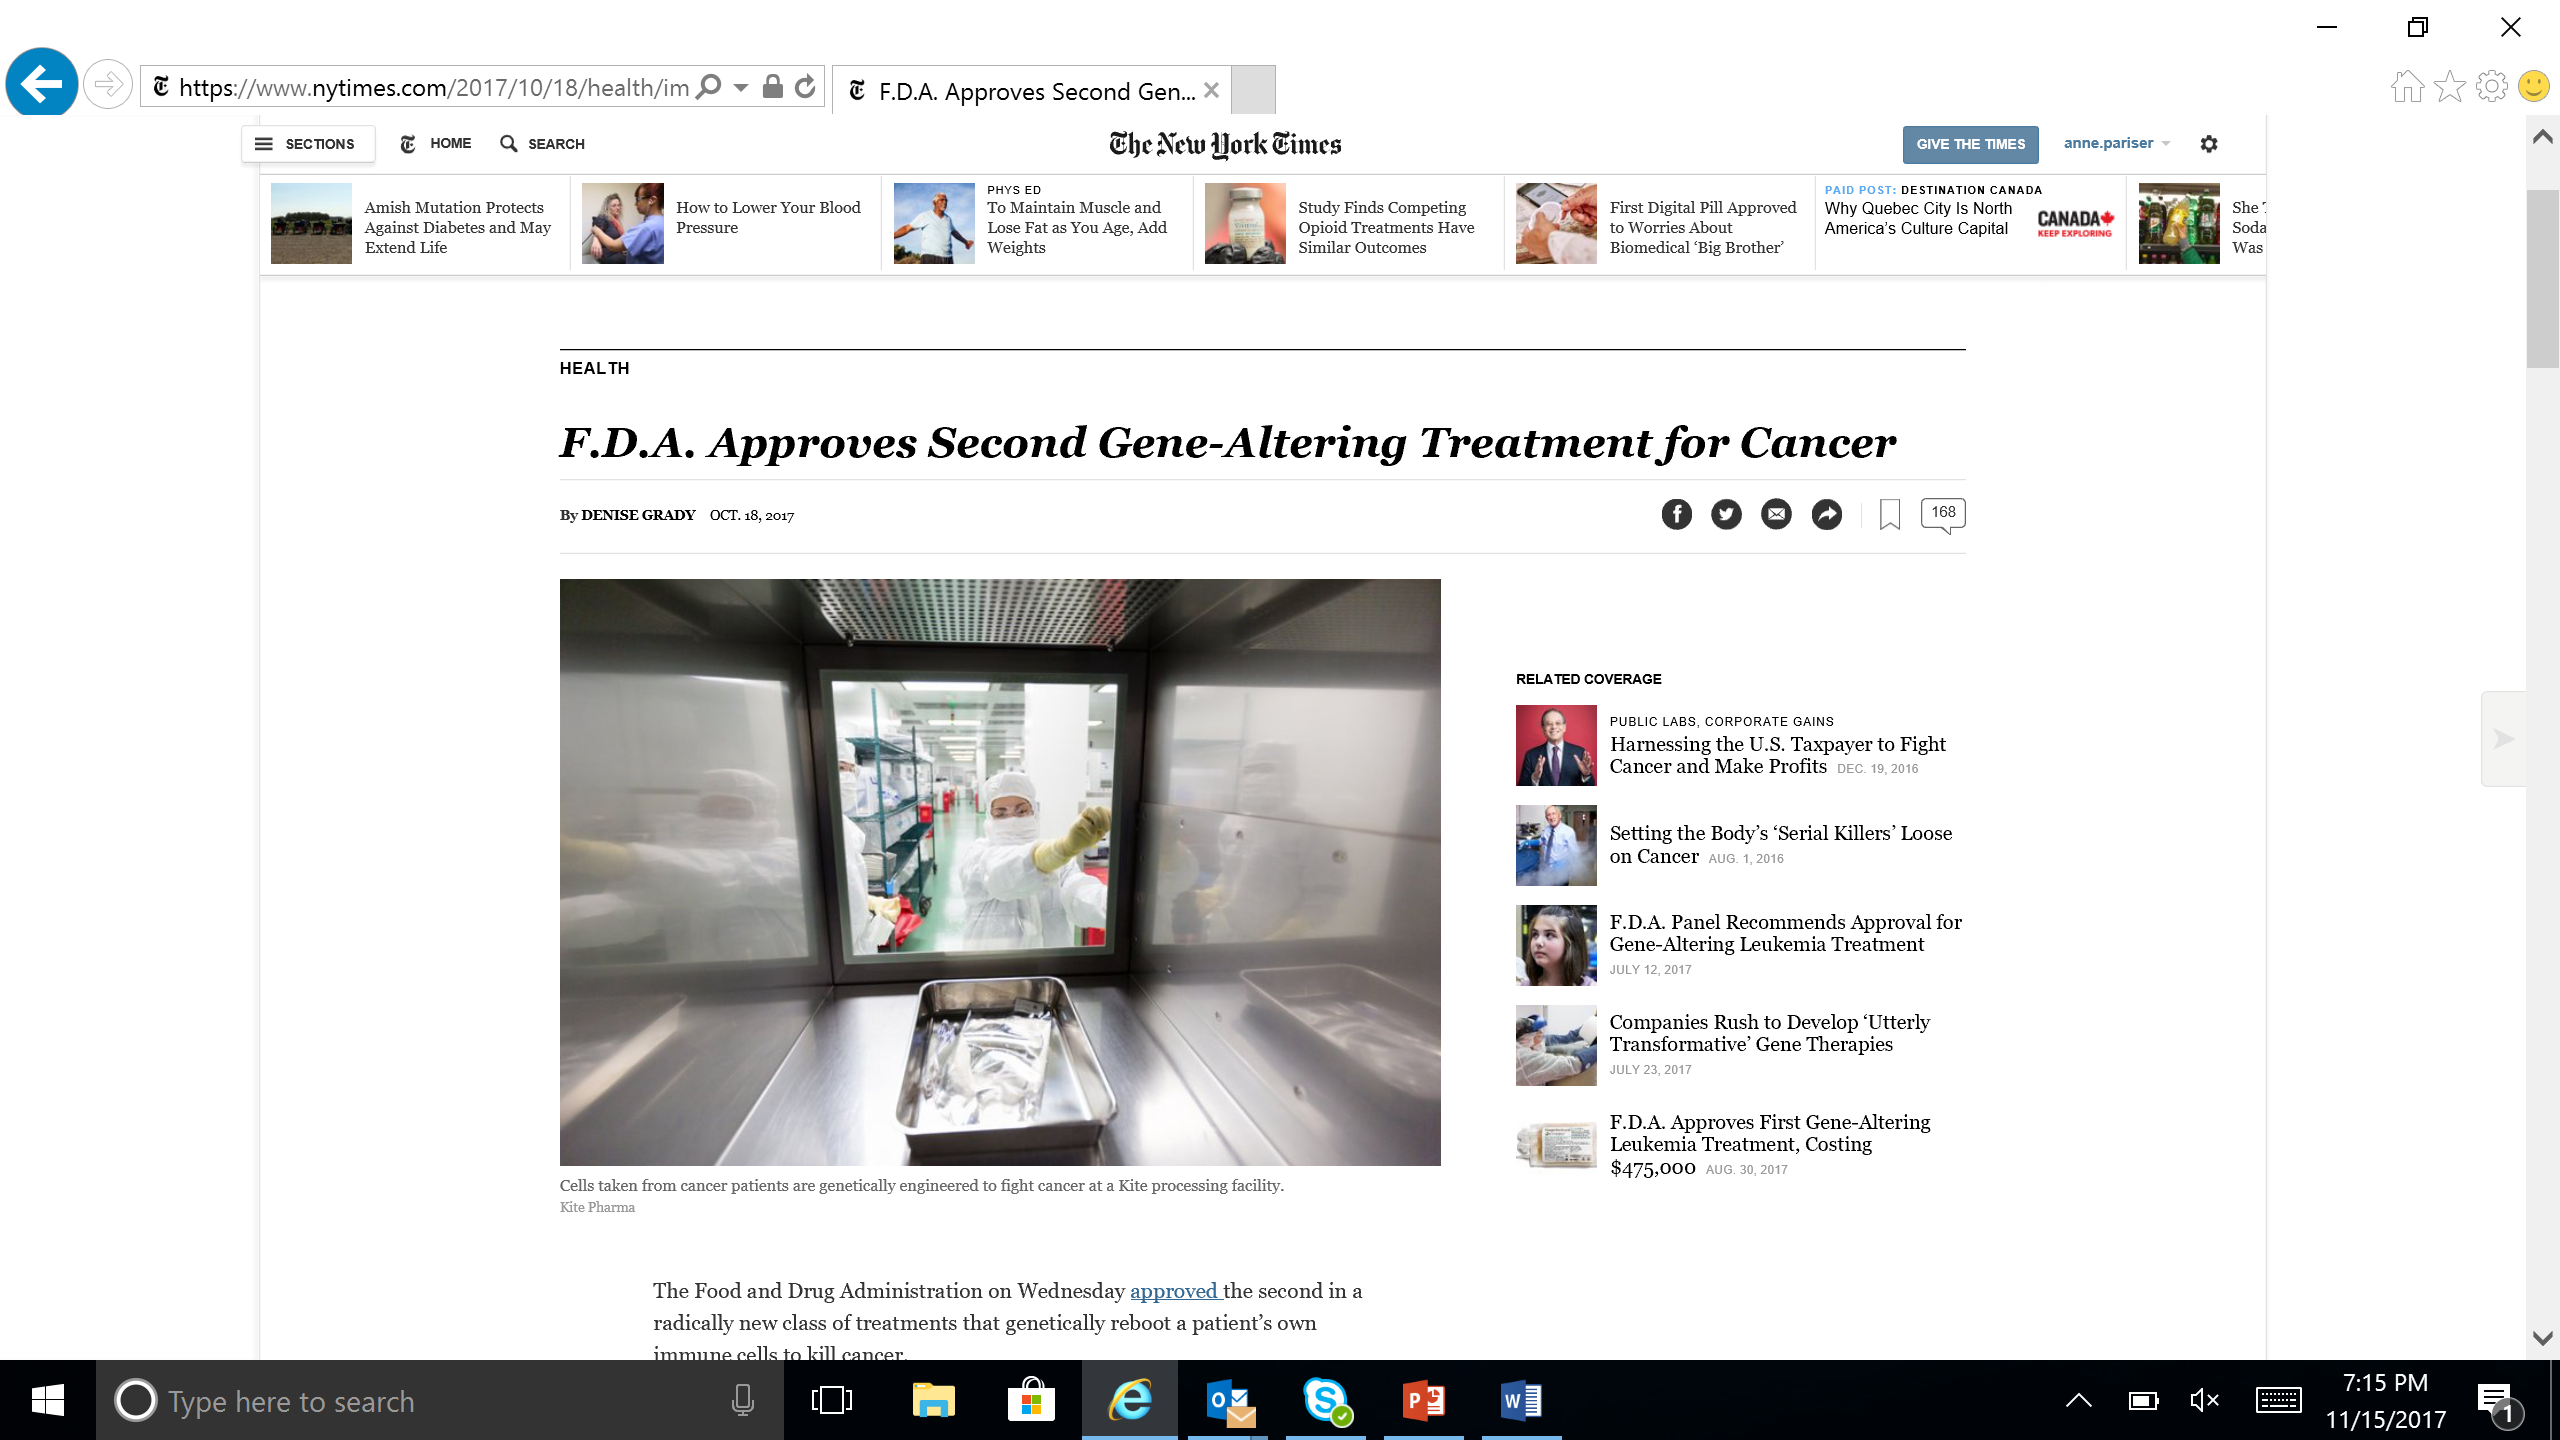 https://www.nytimes.com/2017/10/18/health/im
F.D.A. Approves Second Gen...
SECTIONS
HOME
SEARCH
The New York Times
GIVE THE TIMES
anne.pariser
Amish Mutation Protects
Against Diabetes and May
Extend Life
How to Lower Your Blood
Pressure
PHYS ED
To Maintain Muscle and
Lose Fat as You Age, Add
Weights
Study Finds Competing
Opioid Treatments Have
Similar Outcomes
First Digital Pill Approved
to Worries About
Biomedical ‘Big Brother’
PAID POST: DESTINATION CANADA
Why Quebec City Is North
America’s Culture Capital
CANADA
KEEP EXPLORING
She
Soda
Was
HEALTH
F.D.A. Approves Second Gene-Altering Treatment for Cancer
By DENISE GRADY OCT. 18, 2017
168
Cells taken from cancer patients are genetically engineered to fight cancer at a Kite processing facility.
Kite Pharma
RELATED COVERAGE
PUBLIC LABS, CORPORATE GAINS
Harnessing the U.S. Taxpayer to Fight
Cancer and Make Profits DEC. 19, 2016
Setting the Body’s ‘Serial Killers’ Loose
on Cancer AUG. 1, 2016
F.D.A. Panel Recommends Approval for
Gene-Altering Leukemia Treatment
JULY 12, 2017
Companies Rush to Develop ‘Utterly
Transformative’ Gene Therapies
JULY 23, 2017
F.D.A. Approves First Gene-Altering
Leukemia Treatment, Costing
$475,000 AUG. 30, 2017
The Food and Drug Administration on Wednesday approved the second in a
radically new class of treatments that genetically reboot a patient’s own
immune cells to kill cancer.
Type here to search
7:15 PM
11/15/2017
1